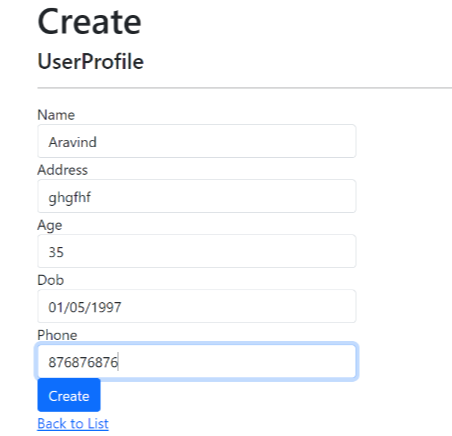 Create
UserProfile
Name
Aravind
Address
ghgfhf
Age
35
Dob
01/05/1997
Phone
876876876
Create
Back to List